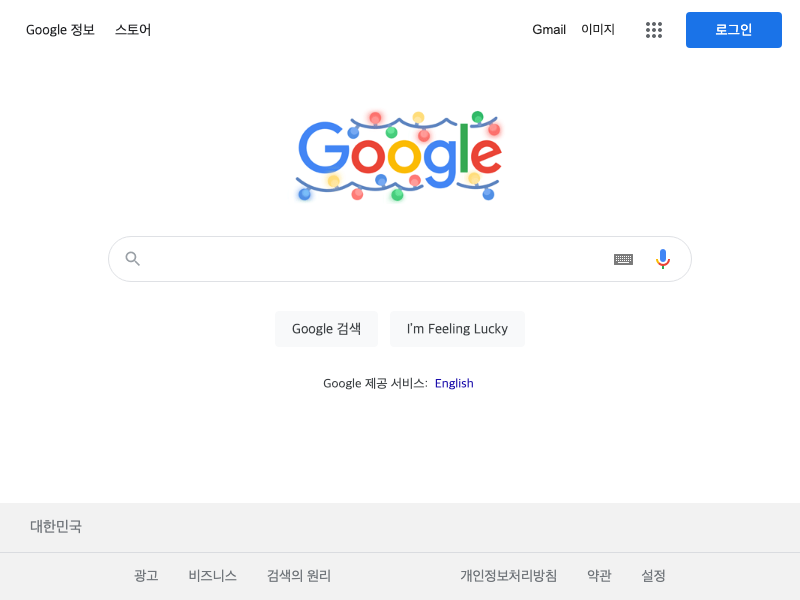 Google 정보 스토어 Gmail 이미지 로그인
Google
Google 검색 I'm Feeling Lucky
Google 제공 서비스: English
대한민국
광고 비즈니스 검색의 원리 개인정보처리방침 약관 설정